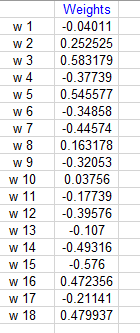 Weights
w 1 -0.04011
w 2 0.252525
w 3 0.583179
w 4 -0.37739
w 5 0.545577
w 6 -0.34858
w 7 -0.44574
w 8 0.163178
w 9 -0.32053
w 10 0.03756
w 11 -0.17739
w 12 -0.39576
w 13 -0.107
w 14 -0.49316
w 15 -0.576
w 16 0.472356
w 17 -0.21141
w 18 0.479937